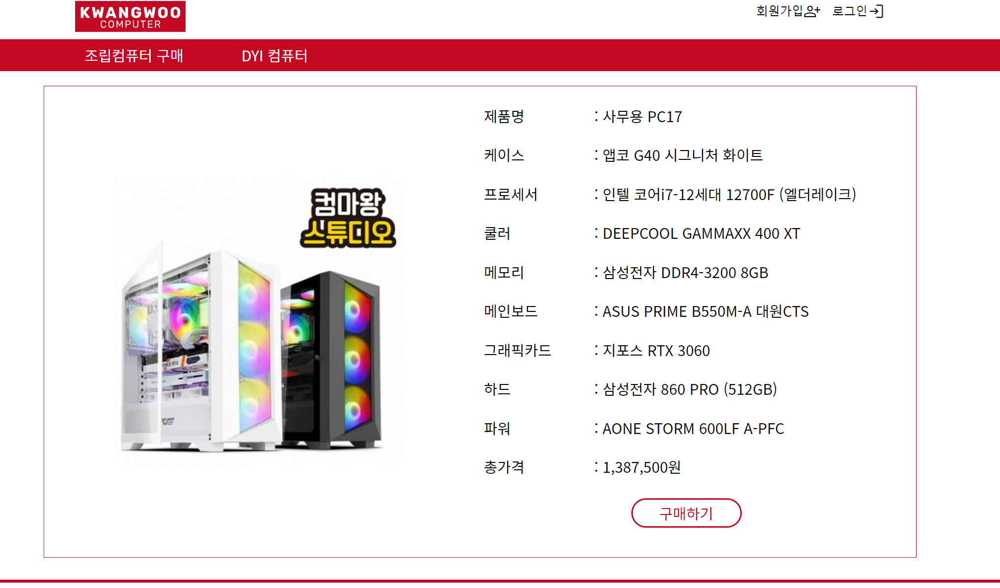 KWANGWOO
COMPUTER
회원가입
로그인
조립컴퓨터 구매
DYI 컴퓨터
컴마왕
스튜디오
제품명 : 사무용 PC17
케이스 : 앱코 G40 시그니처 화이트
프로세서 : 인텔 코어i7-12세대 12700F (엘더레이크)
쿨러 : DEEPCOOL GAMMAXX 400 XT
메모리 : 삼성전자 DDR4-3200 8GB
메인보드 : ASUS PRIME B550M-A 대원CTS
그래픽카드 : 지포스 RTX 3060
하드 : 삼성전자 860 PRO (512GB)
파워 : AONE STORM 600LF A-PFC
총가격 : 1,387,500원
구매하기